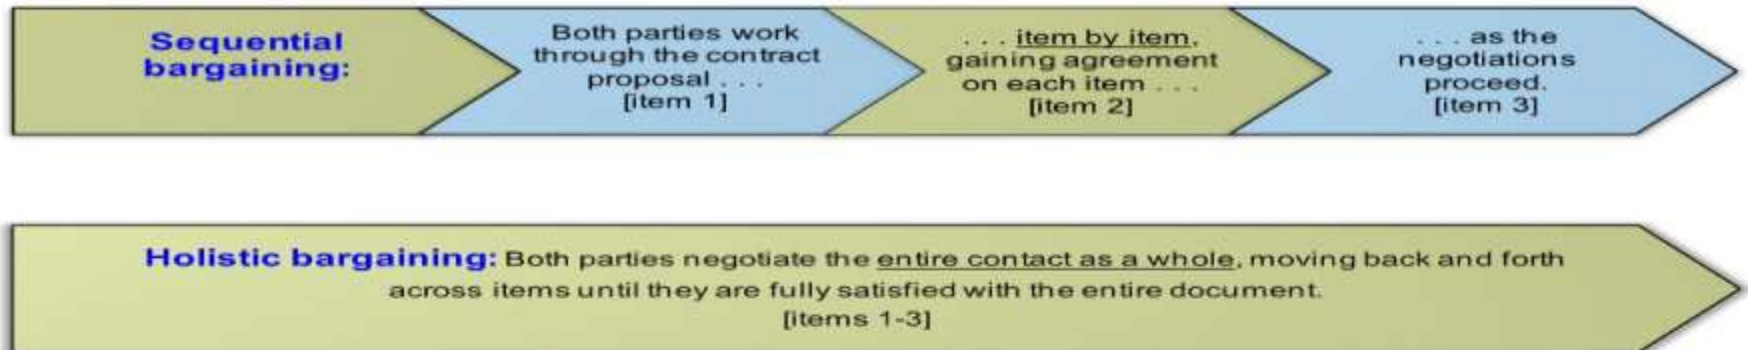 Sequential
bargaining:
Both parties work
through the contract
proposal . . .
[item 1]
. . . item by item,
gaining agreement
on each item . . .
[item 2]
. . . as the
negotiations
proceed.
[item 3]
Holistic bargaining: Both parties negotiate the entire contact as a whole, moving back and forth
across items until they are fully satisfied with the entire document.
[items 1-3]